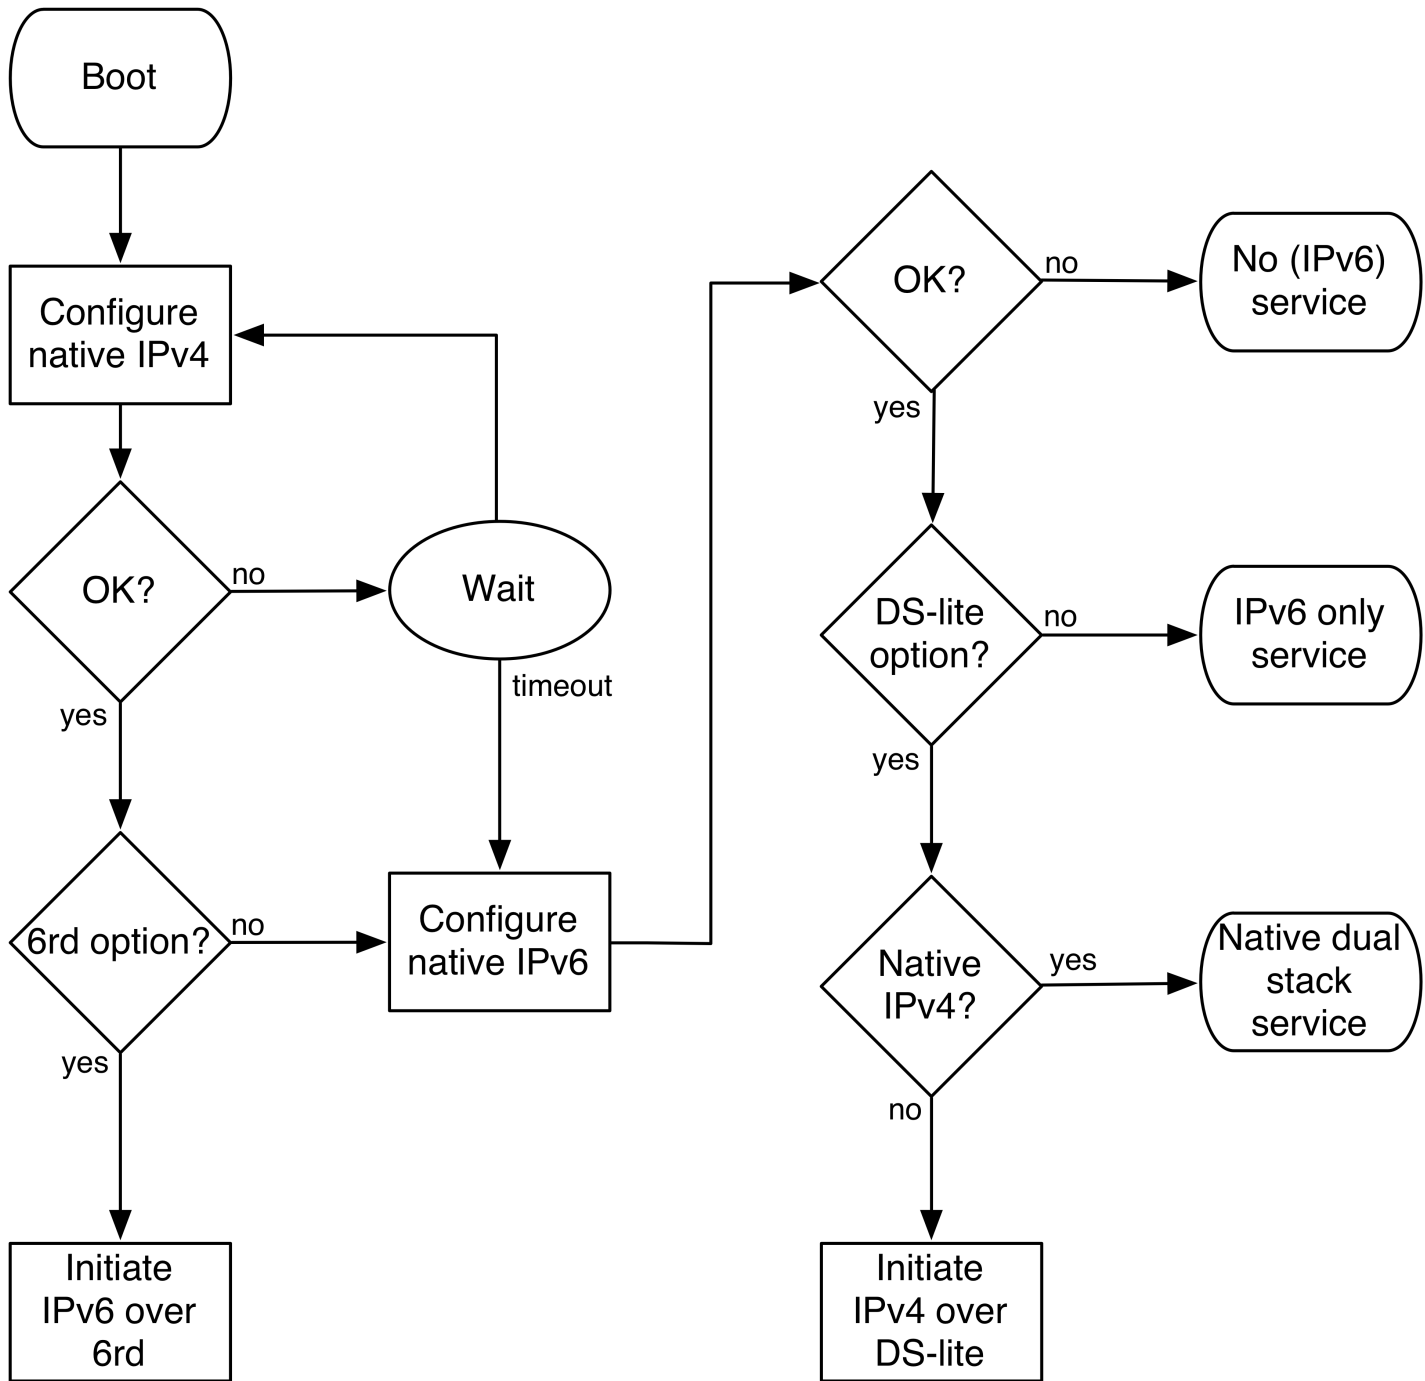 Boot
Configure
native IPv4
OK?
no
Wait
timeout
yes
6rd option?
no
Configure
native IPv6
yes
Initiate
IPv6 over
6rd
OK?
no
No (IPv6)
service
yes
DS-lite
option?
no
IPv6 only
service
yes
Native
IPv4?
yes
Native dual
stack
service
no
Initiate
IPv4 over
DS-lite